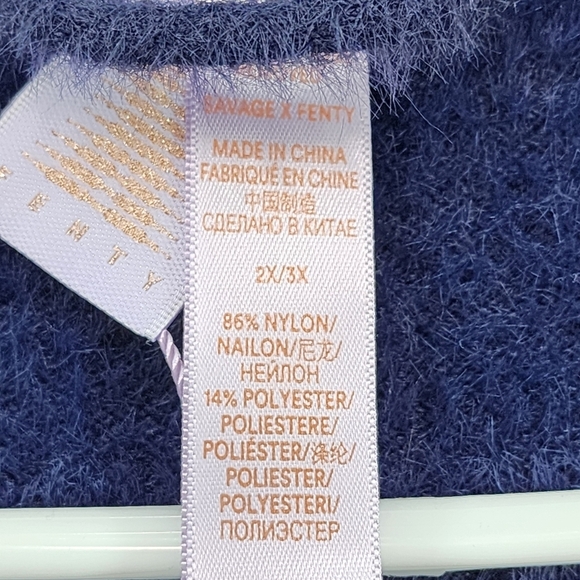 SAVAGE X FENTY
MADE IN CHINA
FABRIQUÉ EN CHINE
中国制造
СДЕЛАНО В КИТАЕ
2X/3X
86% NYLON/
NAILON/尼龙/
НЕЙЛОН
14% POLYESTER/
POLIESTERE/
POLIÉSTER/涤纶/
POLIESTER/
POLYESTERI/
ПОЛИЭСТЕР
ENTY